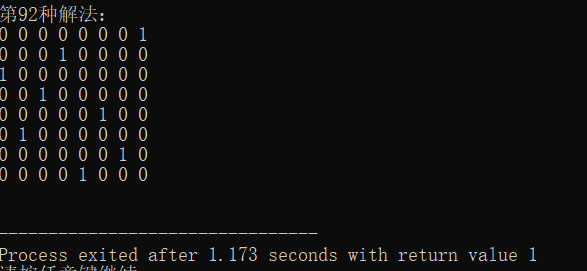 第92种解法：
0 0 0 0 0 0 0 1
0 0 0 1 0 0 0 0
1 0 0 0 0 0 0 0
0 0 1 0 0 0 0 0
0 0 0 0 0 1 0 0
0 1 0 0 0 0 0 0
0 0 0 0 0 0 1 0
0 0 0 0 1 0 0 0
--------------------------------
Process exited after 1.173 seconds with return value 1
请按任意键继续